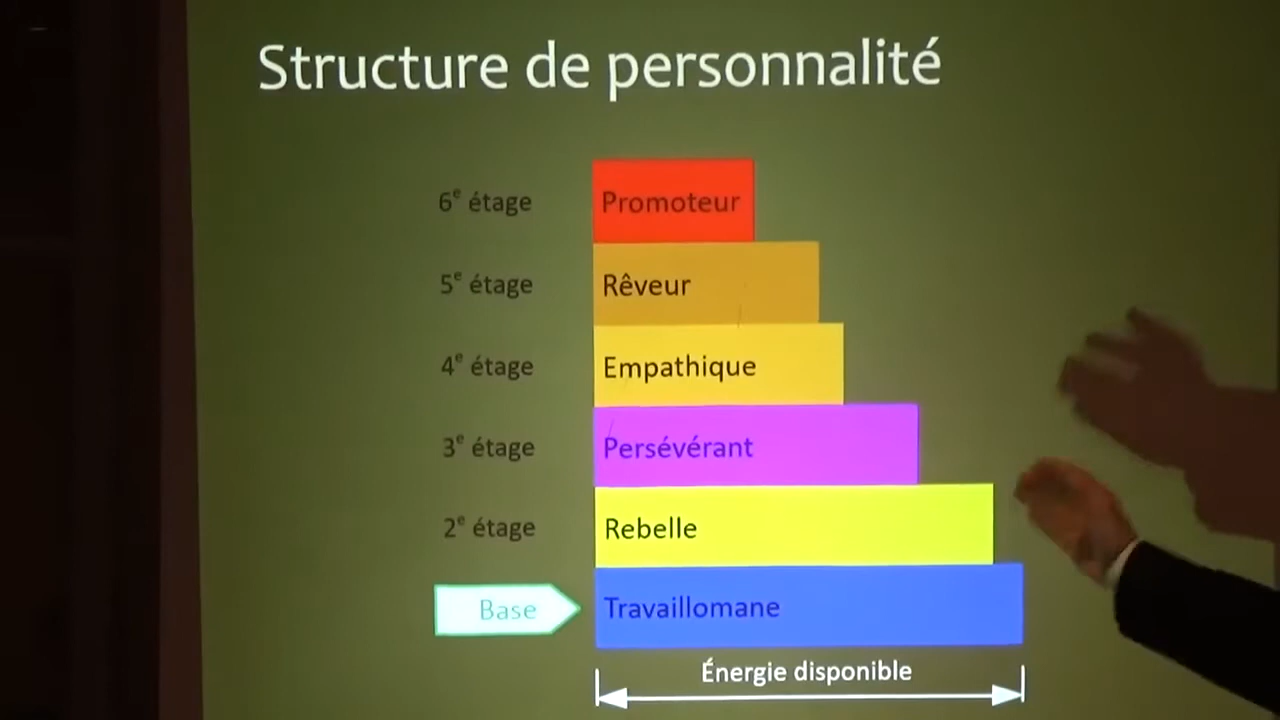 Structure de personnalité
6e étage Promoteur
5e étage Rêveur
4e étage Empathique
3e étage Persévérant
2e étage Rebelle
Base Travaillomane
Énergie disponible